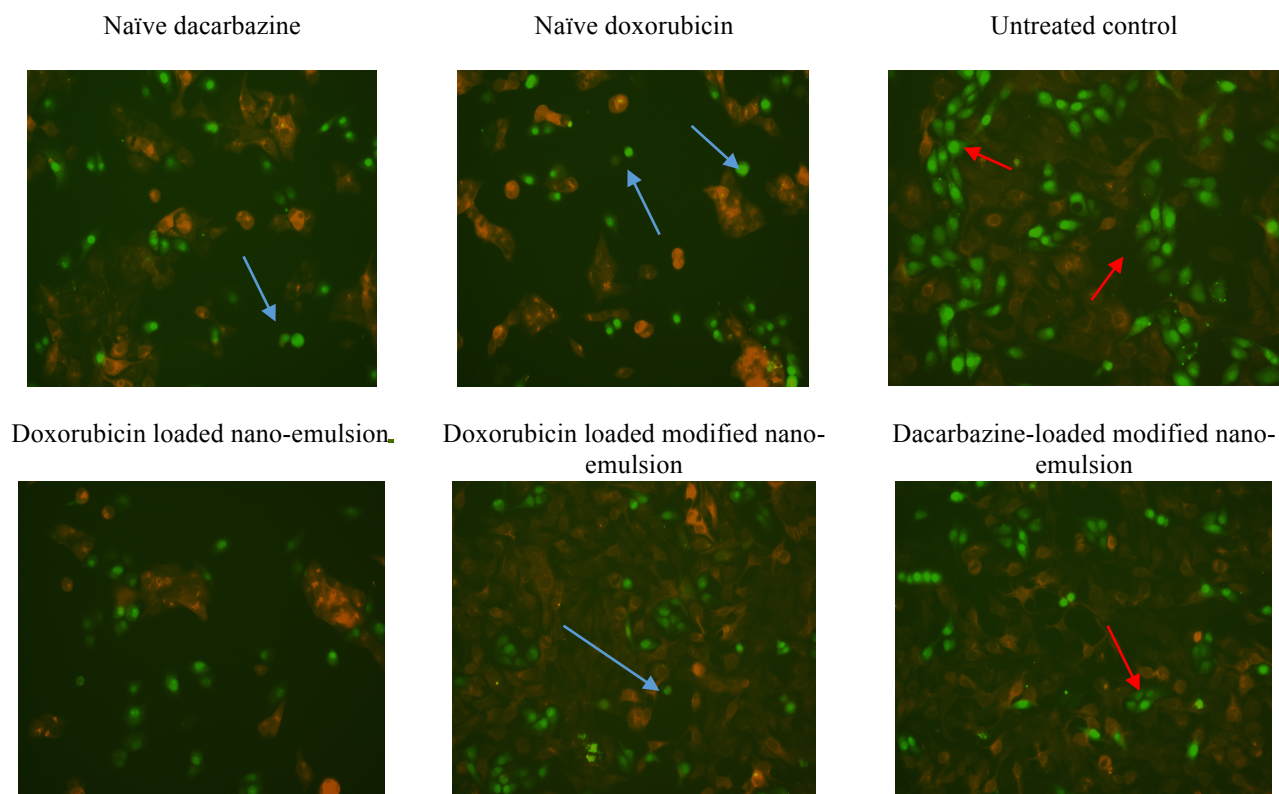 Naïve dacarbazine
Naïve doxorubicin
Untreated control
Doxorubicin loaded nano-emulsion
Doxorubicin loaded modified nano-
emulsion
Dacarbazine-loaded modified nano-
emulsion